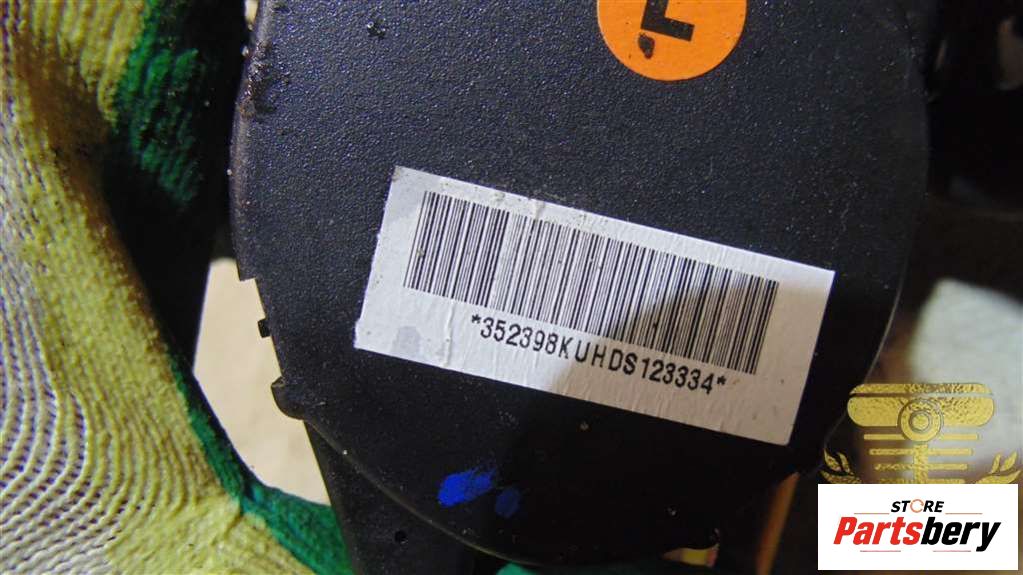 L
*352398KUHDS123334*
STORE
Partsbery